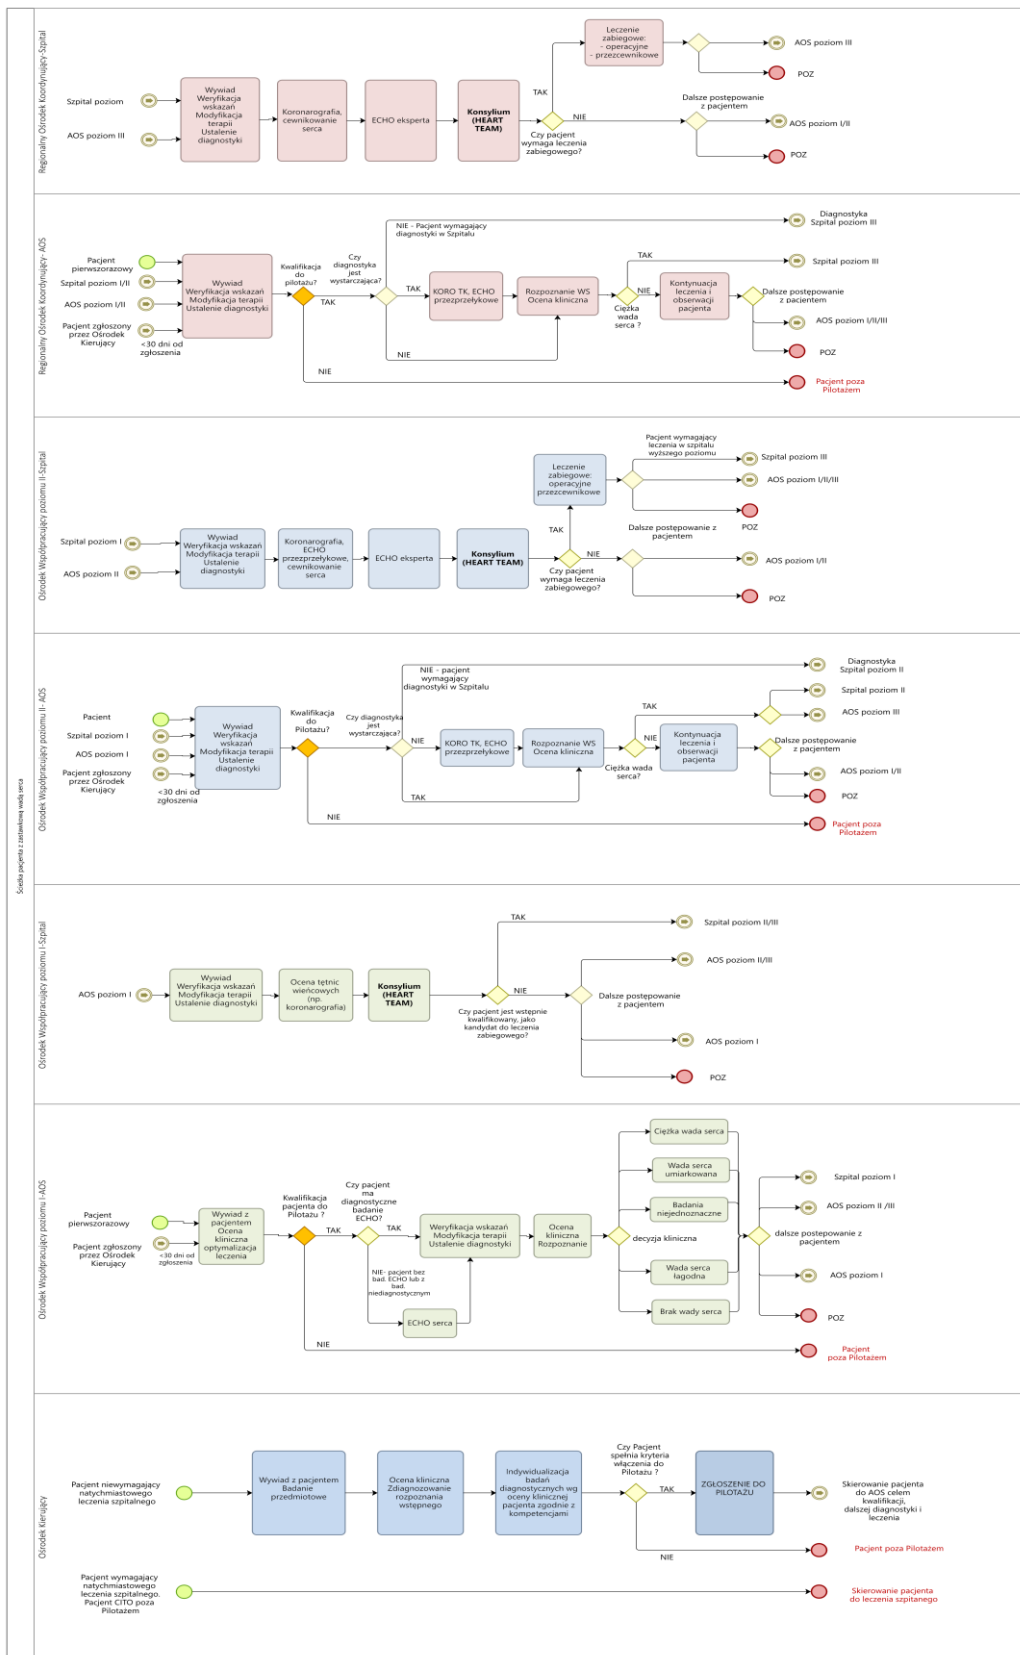 Ścieżka pacjenta z zastawkową wadą serca
Regionalny Ośrodek Koordynujący-Szpital
Szpital poziom
AOS poziom III
Wywiad
Weryfikacja
wskazań
Modyfikacja
terapii
Ustalenie
diagnostyki
Koronarografia,
cewnikowanie
serca
ECHO eksperta
Konsylium
(HEART
TEAM)
TAK
NIE
Czy pacjent
wymaga leczenia
zabiegowego?
Leczenie
zabiegowe:
- operacyjne
- przezcewnikowe
AOS poziom III
POZ
Dalsze postępowanie
z pacjentem
AOS poziom I/II
POZ
Regionalny Ośrodek Koordynujący- AOS
Pacjent
pierwszorazowy
Szpital poziom I/II
AOS poziom I/II
Pacjent zgłoszony
przez Ośrodek
Kierujący
<30 dni od
zgłoszenia
Wywiad
Weryfikacja wskazań
Modyfikacja terapii
Ustalenie diagnostyki
Kwalifikacja
do
pilotażu?
TAK
NIE
Czy
diagnostyka
jest
wystarczająca?
NIE - Pacjent wymagający
diagnostyki w Szpitalu
TAK
NIE
KORO TK, ECHO
przezprzełykowe
Rozpoznanie WS
Ocena kliniczna
TAK
NIE
Ciężka
wada
serca ?
Kontynuacja
leczenia i
obserwacji
pacjenta
Diagnostyka
Szpital poziom III
Szpital poziom III
Dalsze postępowanie
z pacjentem
AOS poziom I/II/III
POZ
Pacjent poza
Pilotażem
Ośrodek Współpracujący poziomu II-Szpital
Szpital poziom I
AOS poziom II
Wywiad
Weryfikacja wskazań
Modyfikacja terapii
Ustalenie
diagnostyki
Koronarografia,
ECHO
przezprzełykowe,
cewnikowanie
serca
ECHO eksperta
Konsylium
(HEART TEAM)
TAK
NIE
Czy pacjent
wymaga leczenia
zabiegowego?
Leczenie
zabiegowe:
operacyjne
przezcewnikowe
Pacjent wymagający
leczenia w szpitalu
wyższego poziomu
Szpital poziom III
AOS poziom I/II/III
POZ
Dalsze postępowanie z
pacjentem
AOS poziom I/II
POZ
Ośrodek Współpracujący poziomu II- AOS
Pacjent
Szpital poziom I
AOS poziom I
Pacjent zgłoszony
przez Ośrodek
Kierujący
<30 dni od
zgłoszenia
Wywiad
Weryfikacja
wskazań
Modyfikacja terapii
Ustalenie
diagnostyki
Kwalifikacja
do
Pilotażu?
TAK
NIE
Czy diagnostyka
jest
wystarczająca?
NIE - pacjent
wymagający
diagnostyki w Szpitalu
NIE
TAK
KORO TK, ECHO
przezprzełykowe
Rozpoznanie WS
Ocena kliniczna
TAK
NIE
Ciężka wada
serca?
Kontynuacja
leczenia i
obserwacji
pacjenta
Diagnostyka
Szpital poziom II
Szpital poziom II
AOS poziom III
Dalsze postępowanie
z pacjentem
AOS poziom I/II
POZ
Pacjent poza
Pilotażem
Ośrodek Współpracujący poziomu I-Szpital
AOS poziom I
Wywiad
Weryfikacja wskazań
Modyfikacja terapii
Ustalenie diagnostyki
Ocena tętnic
wieńcowych
(np.
koronarografia)
Konsylium
(HEART
TEAM)
TAK
NIE
Czy pacjent jest wstępnie
kwalifikowany, jako
kandydat do leczenia
zabiegowego?
Szpital poziom II/III
AOS poziom II/III
Dalsze postępowanie
z pacjentem
AOS poziom I
POZ
Ośrodek Współpracujący poziomu I-AOS
Pacjent
pierwszorazowy
Pacjent zgłoszony
przez Ośrodek
Kierujący
<30 dni od
zgłoszenia
Wywiad z
pacjentem
Ocena
kliniczna
optymalizacja
leczenia
Kwalifikacja
pacjenta do
Pilotażu ?
TAK
NIE
Czy pacjent
ma
diagnostyczne
badanie
ECHO?
TAK
NIE- pacjent bez
bad. ECHO lub z
bad.
niediagnostycznym
ECHO serca
Weryfikacja wskazań
Modyfikacja terapii
Ustalenie diagnostyki
Ocena
kliniczna
Rozpoznanie
decyzja kliniczna
Ciężka wada serca
Wada serca
umiarkowana
Badania
niejednoznaczne
Wada serca
łagodna
Brak wady serca
Szpital poziom I
AOS poziom II /III
dalsze postepowanie z
pacjentem
AOS poziom I
POZ
Pacjent
poza Pilotażem
Ośrodek Kierujący
Pacjent niewymagający
natychmiastowego
leczenia szpitalnego
Wywiad z pacjentem
Badanie
przedmiotowe
Ocena kliniczna
Zdiagnozowanie
rozpoznania
wstępnego
Indywidualizacja
badań
diagnostycznych wg
oceny klinicznej
pacjenta zgodnie z
kompetencjami
Czy Pacjent
spełnia kryteria
włączenia do
Pilotażu ?
TAK
NIE
ZGŁOSZENIE DO
PILOTAŻU
Skierowanie pacjenta
do AOS celem
kwalifikacji,
dalszej diagnostyki i
leczenia
Pacjent poza Pilotażem
Pacjent wymagający
natychmiastowego
leczenia szpitalnego.
Pacjent CITO poza
Pilotażem
Skierowanie pacjenta
do leczenia szpitanego